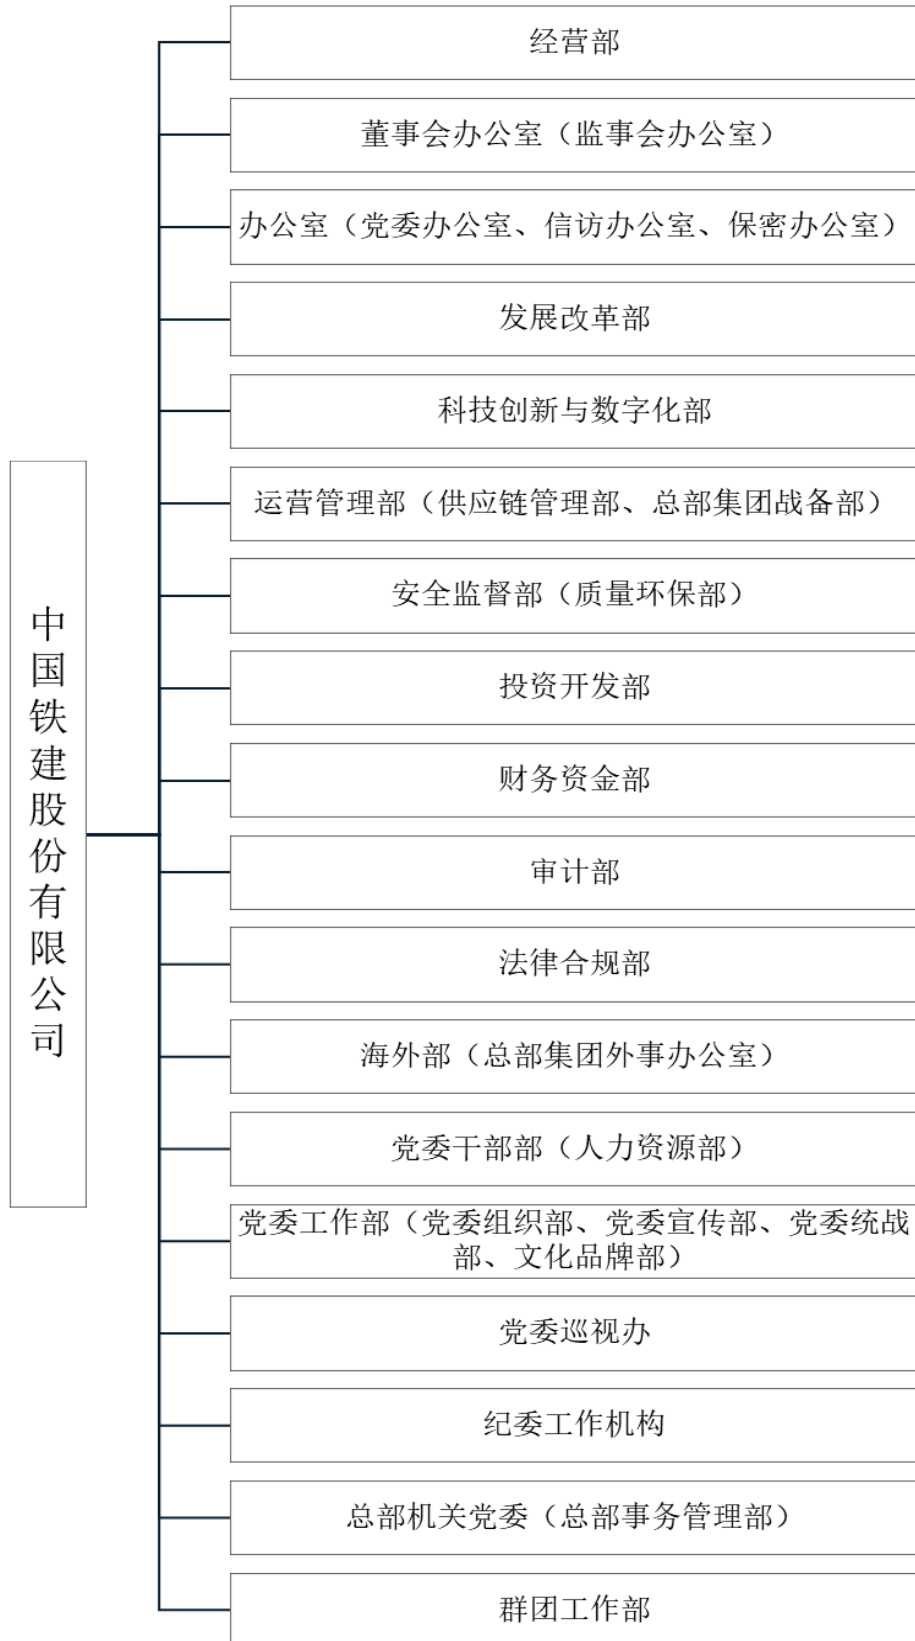 经营部
董事会办公室（监事会办公室）
办公室（党委办公室、信访办公室、保密办公室）
发展改革部
科技创新与数字化部
运营管理部（供应链管理部、总部集团战备部）
安全监督部（质量环保部）
投资开发部
财务资金部
审计部
法律合规部
海外部（总部集团外事办公室）
党委干部部（人力资源部）
党委工作部（党委组织部、党委宣传部、党委统战
部、文化品牌部）
党委巡视办
纪委工作机构
总部机关党委（总部事务管理部）
群团工作部
中国铁建股份有限公司